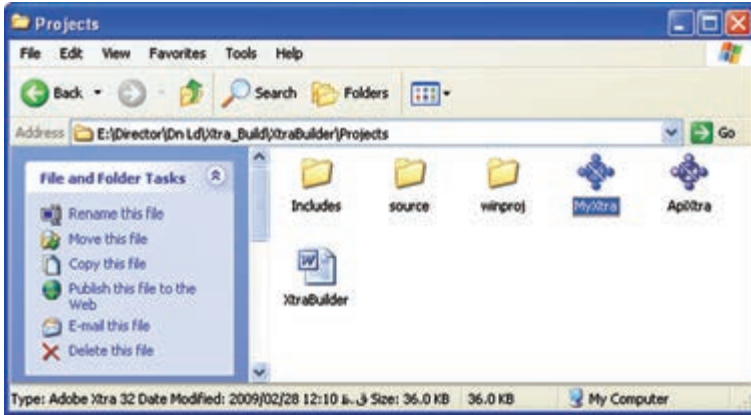 Projects
File Edit View Favorites Tools Help
Back Search Folders
Address E:\Director\Dn Ld\Xtra_Build\XtraBuilder\Projects Go
File and Folder Tasks
Rename this file
Move this file
Copy this file
Publish this file to the
Web
E-mail this file
Delete this file
Includes source winproj MyXtra ApiXtra
XtraBuilder
Type: Adobe Xtra 32 Date Modified: 2009/02/28 12:10 ق.ظ Size: 36.0 KB 36.0 KB My Computer